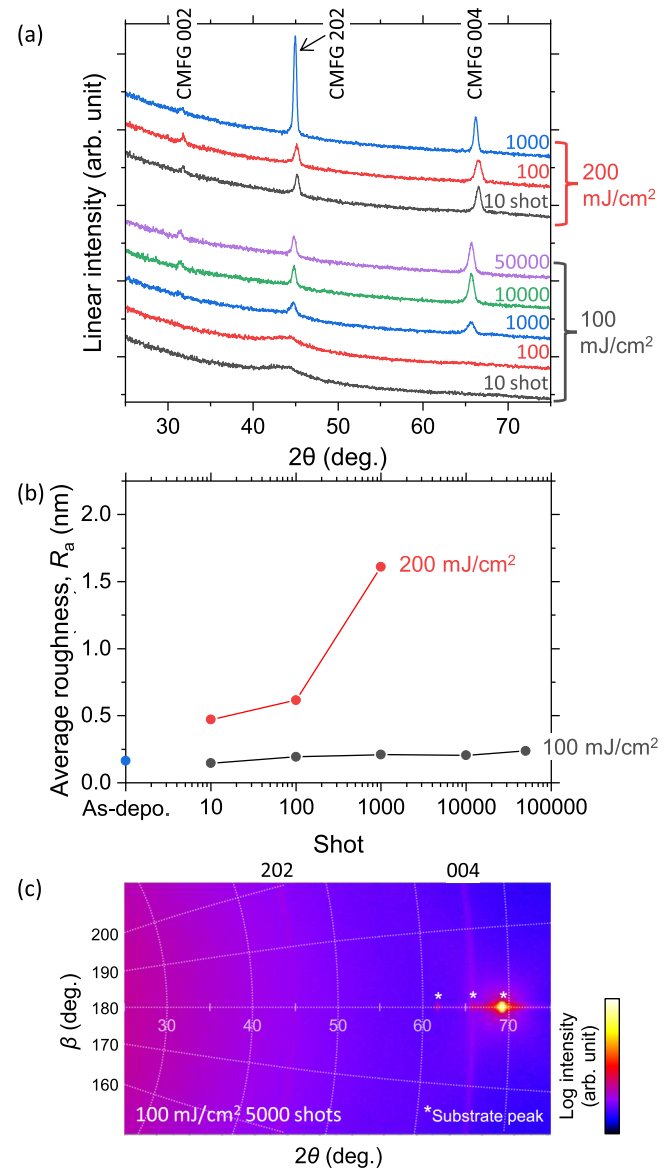 (a)
CMFG 002
CMFG 202
CMFG 004
Linear intensity (arb. unit)
1000
100
10 shot
200
mJ/cm²
50000
10000
1000
100
10 shot
100
mJ/cm²
30 40 50 60 70
2θ (deg.)
(b)
Average roughness, Rₐ (nm)
2.0
1.5
1.0
0.5
0.0
200 mJ/cm²
100 mJ/cm²
As-depo. 10 100 1000 10000 100000
Shot
202 004
(c)
β (deg.)
200
190
180
170
160
30 40 50 60 70
* * *
100 mJ/cm² 5000 shots
*Substrate peak
2θ (deg.)
Log intensity
(arb. unit)